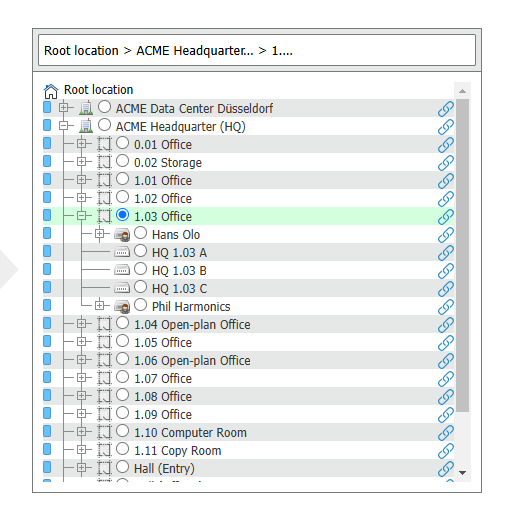 Root location > ACME Headquarter... > 1....
Root location
ACME Data Center Düsseldorf
ACME Headquarter (HQ)
0.01 Office
0.02 Storage
1.01 Office
1.02 Office
1.03 Office
Hans Olo
HQ 1.03 A
HQ 1.03 B
HQ 1.03 C
Phil Harmonics
1.04 Open-plan Office
1.05 Office
1.06 Open-plan Office
1.07 Office
1.08 Office
1.09 Office
1.10 Computer Room
1.11 Copy Room
Hall (Entry)